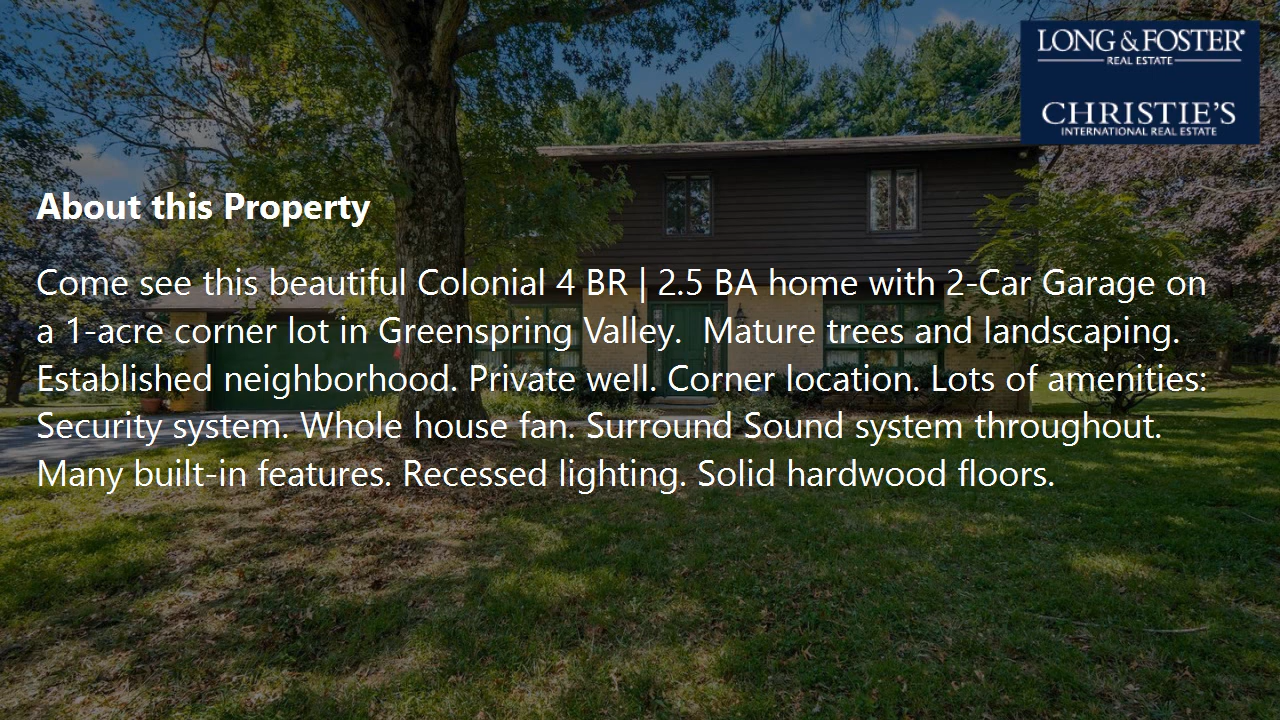 LONG & FOSTER®
REAL ESTATE
CHRISTIE'S
INTERNATIONAL REAL ESTATE
About this Property
Come see this beautiful Colonial 4 BR | 2.5 BA home with 2-Car Garage on
a 1-acre corner lot in Greenspring Valley.  Mature trees and landscaping.
Established neighborhood. Private well. Corner location. Lots of amenities:
Security system. Whole house fan. Surround Sound system throughout.
Many built-in features. Recessed lighting. Solid hardwood floors.